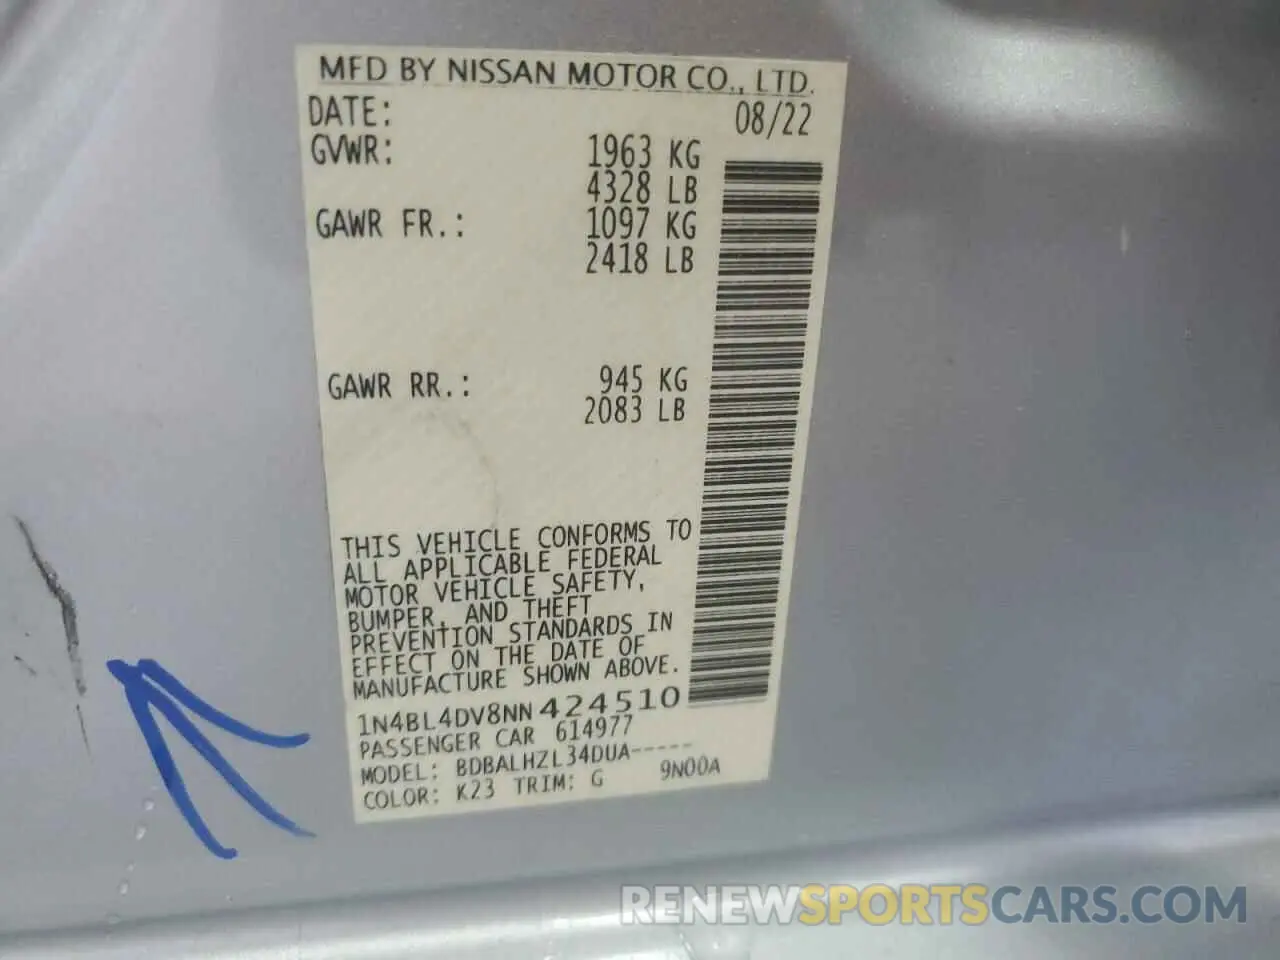 MFD BY NISSAN MOTOR CO., LTD.
DATE: 08/22
GVWR: 1963 KG
4328 LB
GAWR FR.: 1097 KG
2418 LB
GAWR RR.: 945 KG
2083 LB
THIS VEHICLE CONFORMS TO
ALL APPLICABLE FEDERAL
MOTOR VEHICLE SAFETY,
BUMPER, AND THEFT
PREVENTION STANDARDS IN
EFFECT ON THE DATE OF
MANUFACTURE SHOWN ABOVE.
1N4BL4DV8NN424510
PASSENGER CAR 614977
MODEL: BDBALHZL34DUA-----
COLOR: K23 TRIM: G 9N00A
RENEWSPORTSCARS.COM